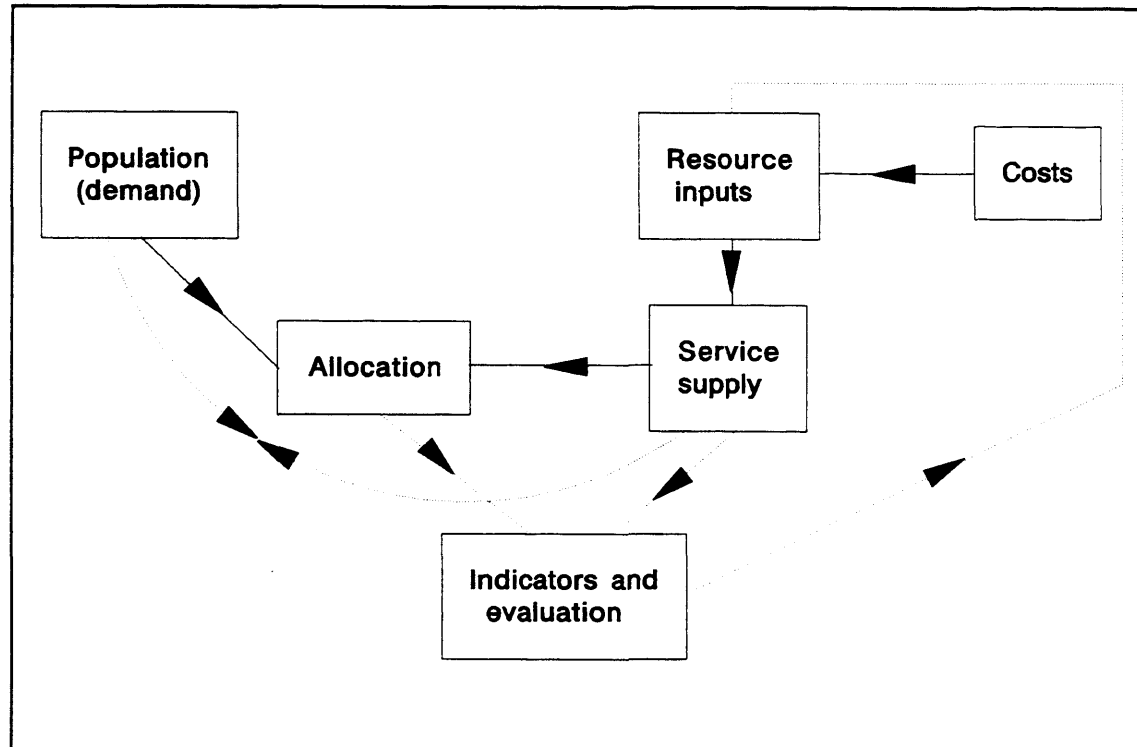 Population
(demand)
Resource
inputs
Costs
Allocation
Service
supply
Indicators and
evaluation